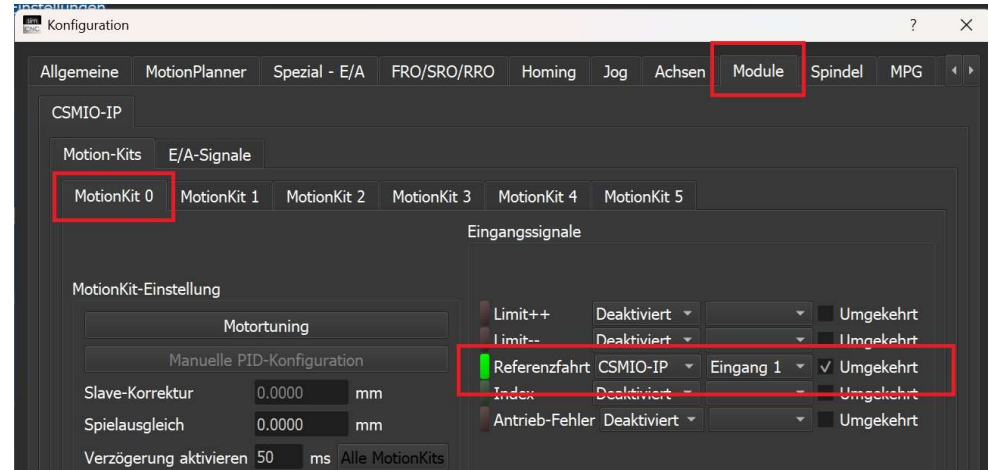 Konfiguration ? ×
Allgemeine MotionPlanner Spezial - E/A FRO/SRO/RRO Homing Jog Achsen Module Spindel MPG
CSMIO-IP
Motion-Kits E/A-Signale
MotionKit 0 MotionKit 1 MotionKit 2 MotionKit 3 MotionKit 4 MotionKit 5
Eingangssignale
MotionKit-Einstellung
Motortuning
Manuelle PID-Konfiguration
Slave-Korrektur 0.0000 mm
Spielausgleich 0.0000 mm
Verzögerung aktivieren 50 ms Alle MotionKits
Limit++ Deaktiviert Umgekehrt
Limit-- Deaktiviert Umgekehrt
Referenzfahrt CSMIO-IP Eingang 1 Umgekehrt
Index Deaktiviert Umgekehrt
Antrieb-Fehler Deaktiviert Umgekehrt